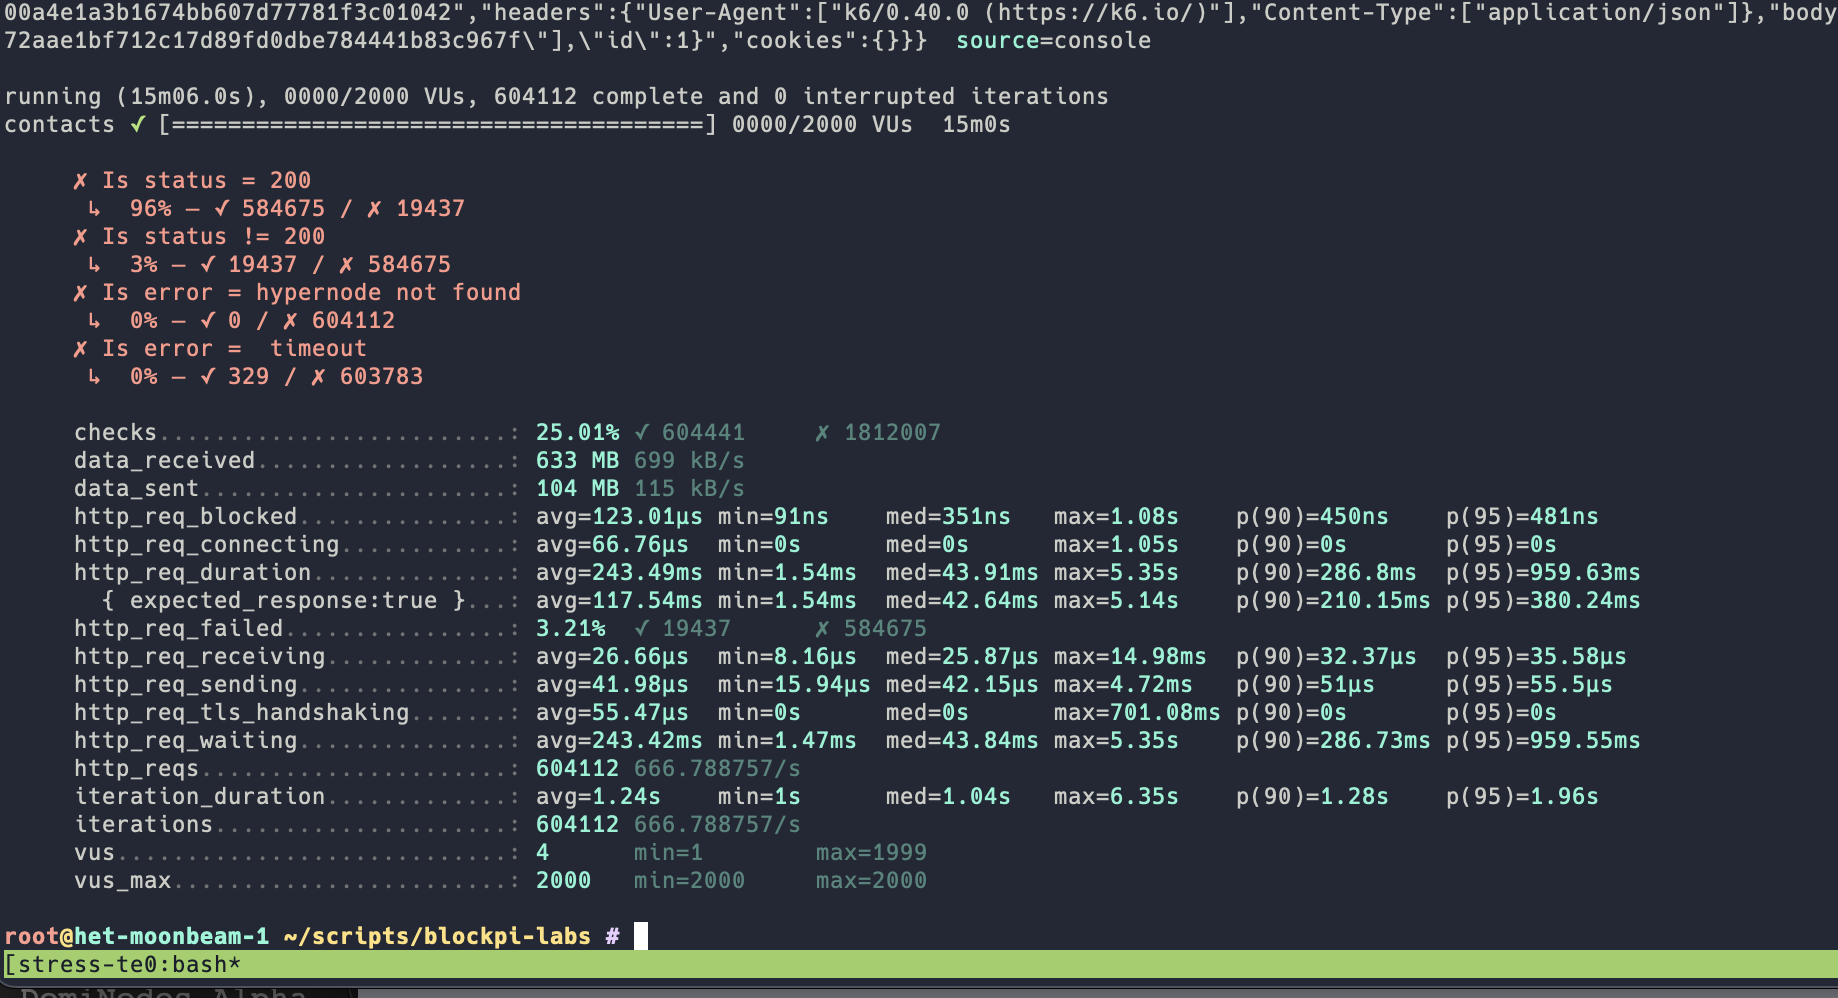 00a4e1a3b1674bb607d77781f3c01042","headers":{"User-Agent":["k6/0.40.0 (https://k6.io/)"],"Content-Type":["application/json"]},"body
72aae1bf712c17d89fd0dbe784441b83c967f\"],\"id\":1}","cookies":{}}}  source=console
running (15m06.0s), 0000/2000 VUs, 604112 complete and 0 interrupted iterations
contacts ✓ [======================================] 0000/2000 VUs  15m0s
✗ Is status = 200
↳  96% — ✓ 584675 / ✗ 19437
✗ Is status != 200
↳  3% — ✓ 19437 / ✗ 584675
✗ Is error = hypernode not found
↳  0% — ✓ 0 / ✗ 604112
✗ Is error =  timeout
↳  0% — ✓ 329 / ✗ 603783
checks.........................: 25.01% ✓ 604441     ✗ 1812007
data_received..................: 633 MB 699 kB/s
data_sent......................: 104 MB 115 kB/s
http_req_blocked...............: avg=123.01µs min=91ns    med=351ns   max=1.08s    p(90)=450ns    p(95)=481ns
http_req_connecting............: avg=66.76µs  min=0s      med=0s      max=1.05s    p(90)=0s       p(95)=0s
http_req_duration..............: avg=243.49ms min=1.54ms  med=43.91ms max=5.35s    p(90)=286.8ms  p(95)=959.63ms
{ expected_response:true }...: avg=117.54ms min=1.54ms  med=42.64ms max=5.14s    p(90)=210.15ms p(95)=380.24ms
http_req_failed................: 3.21%  ✓ 19437      ✗ 584675
http_req_receiving.............: avg=26.66µs  min=8.16µs  med=25.87µs max=14.98ms  p(90)=32.37µs  p(95)=35.58µs
http_req_sending...............: avg=41.98µs  min=15.94µs med=42.15µs max=4.72ms   p(90)=51µs     p(95)=55.5µs
http_req_tls_handshaking.......: avg=55.47µs  min=0s      med=0s      max=701.08ms p(90)=0s       p(95)=0s
http_req_waiting...............: avg=243.42ms min=1.47ms  med=43.84ms max=5.35s    p(90)=286.73ms p(95)=959.55ms
http_reqs......................: 604112 666.788757/s
iteration_duration.............: avg=1.24s    min=1s      med=1.04s   max=6.35s    p(90)=1.28s    p(95)=1.96s
iterations.....................: 604112 666.788757/s
vus............................: 4      min=1        max=1999
vus_max........................: 2000   min=2000     max=2000
root@het-moonbeam-1 ~/scripts/blockpi-labs #
[stress-te0:bash*
DomiNodes Alpha